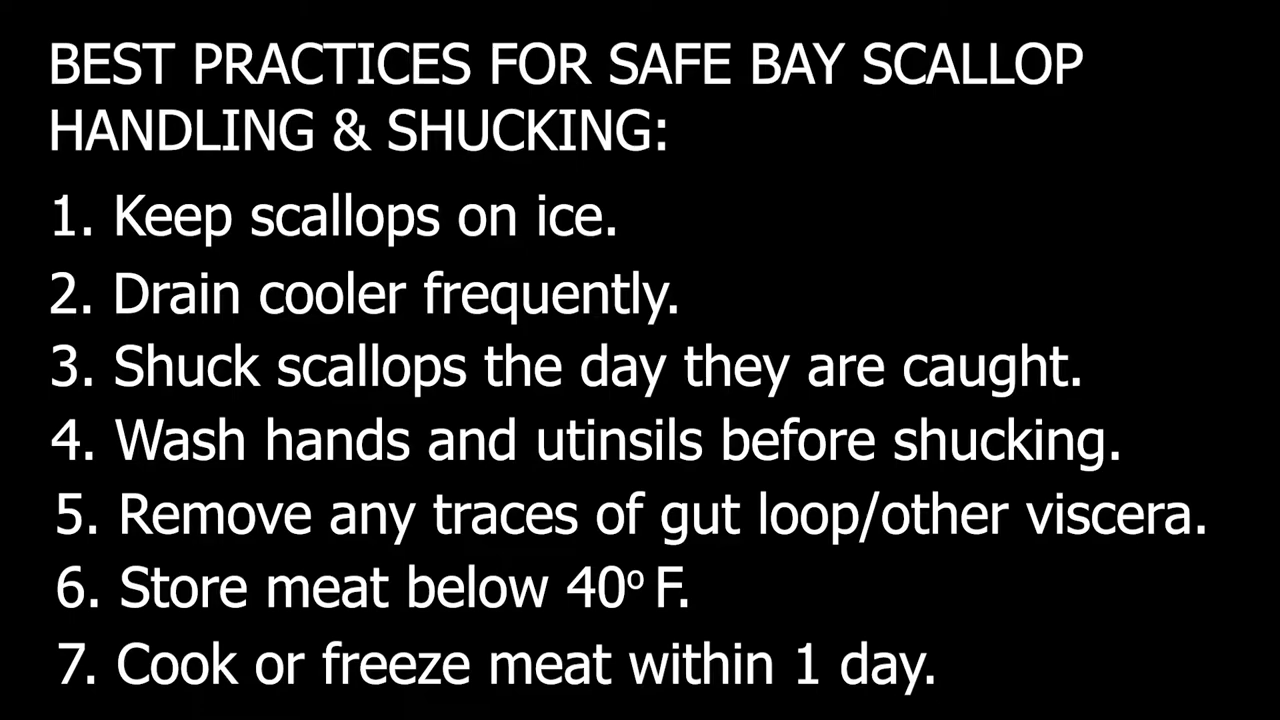 BEST PRACTICES FOR SAFE BAY SCALLOP
HANDLING & SHUCKING:
1. Keep scallops on ice.
2. Drain cooler frequently.
3. Shuck scallops the day they are caught.
4. Wash hands and utinsils before shucking.
5. Remove any traces of gut loop/other viscera.
6. Store meat below 40º F.
7. Cook or freeze meat within 1 day.